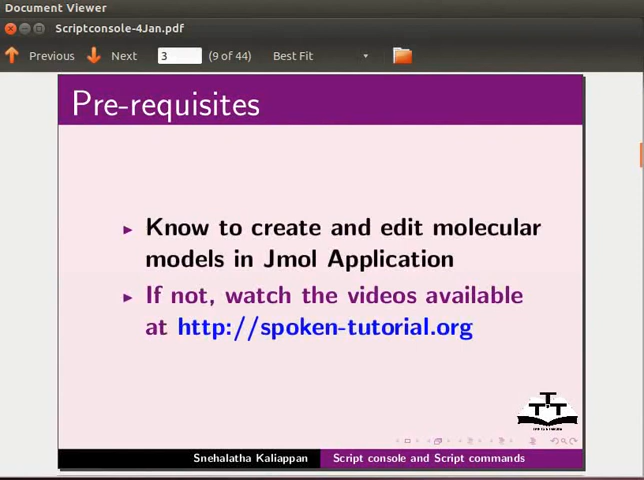 Document Viewer
Scriptconsole-4Jan.pdf
Previous Next 3 (9 of 44) Best Fit
Pre-requisites
Know to create and edit molecular
models in Jmol Application
If not, watch the videos available
at http://spoken-tutorial.org
Snehalatha Kaliappan Script console and Script commands